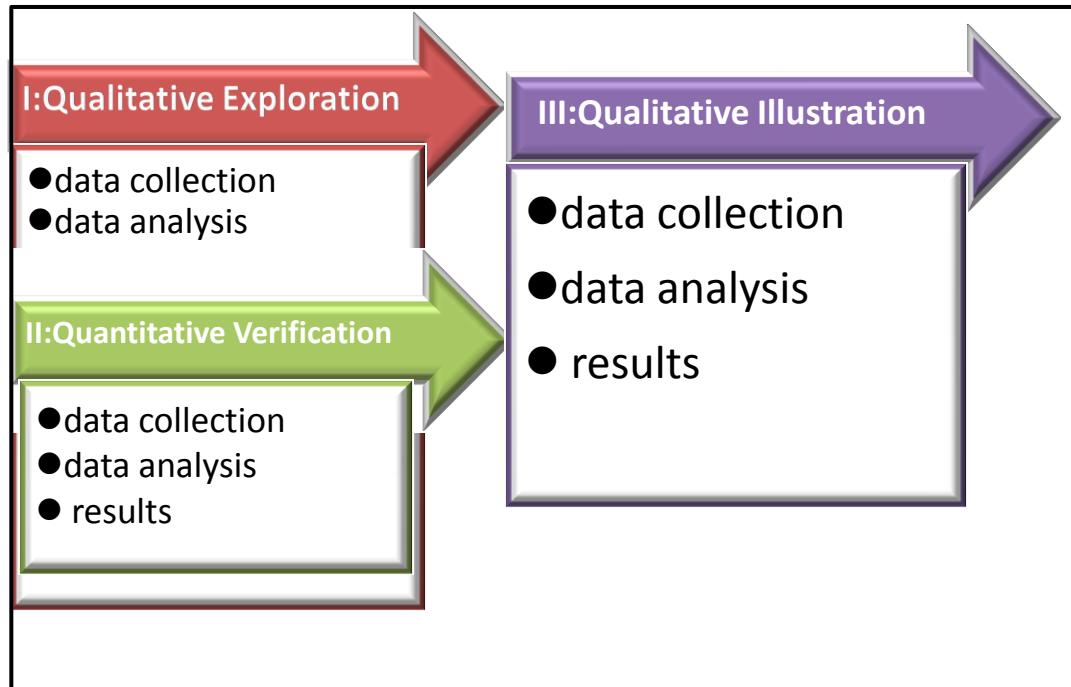 I:Qualitative Exploration
●data collection
●data analysis
II:Quantitative Verification
●data collection
●data analysis
● results
III:Qualitative Illustration
●data collection
●data analysis
● results